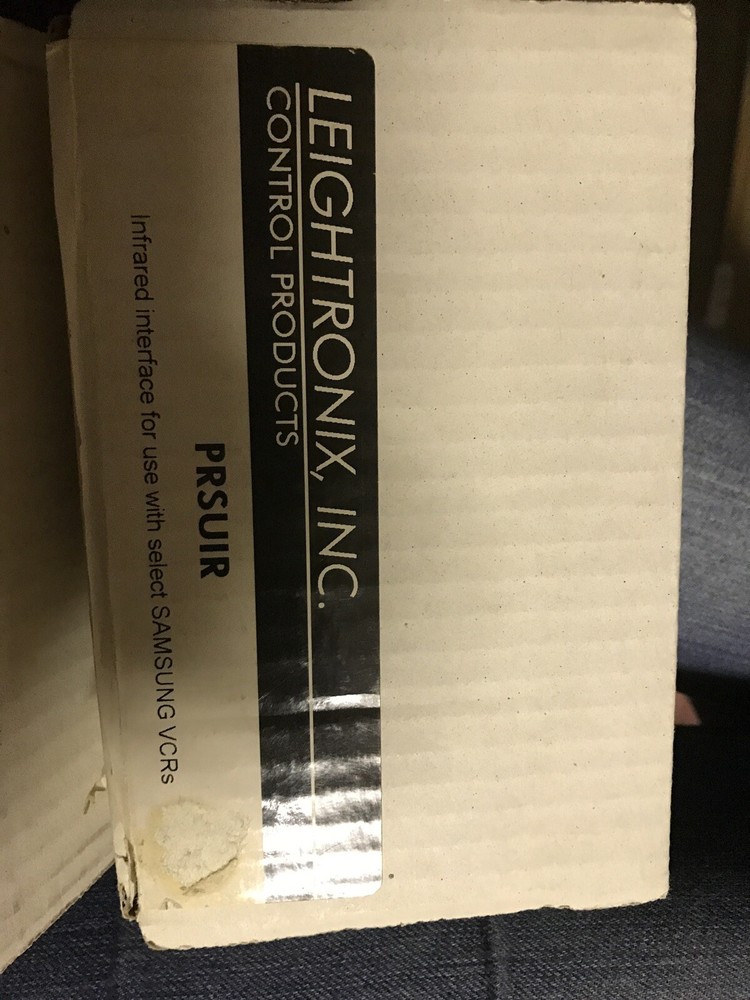 LEIGHTRONIX, INC.
CONTROL PRODUCTS
PRSUIR
Infrared interface for use with select SAMSUNG VCRs